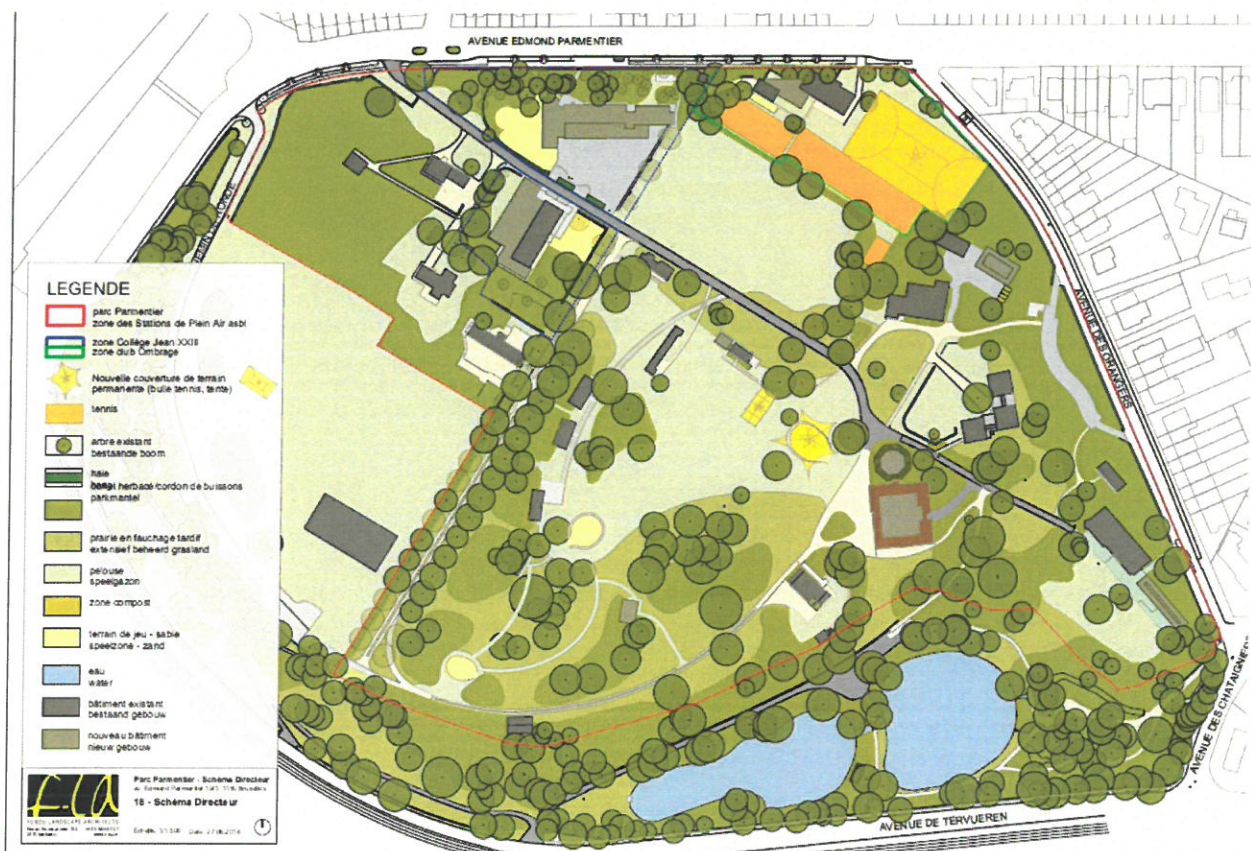 AVENUE EDMOND PARMENTIER
AVENUE DES ORANGERS
AVENUE DES CHATAIGNIERS
AVENUE DE TERVUEREN
LEGENDE
parc Parmentier
zone des Stations de Plein Air asbl
zone Collège Jean XXIII
zone club Ombrage
Nouvelle couverture de terrain
permanente (bulle tennis, tente)
tennis
arbre existant
bestaande boom
haie
herbacé/cordon de buissons
parkmantel
prairie en fauchage tardif
extensief beheerd grasland
pelouse
speelgazon
zone compost
terrain de jeu - sable
speelzone - zand
eau
water
bâtiment existant
bestaand gebouw
nouveau bâtiment
nieuw gebouw
Parc Parmentier - Schéma Directeur
18 - Schéma Directeur